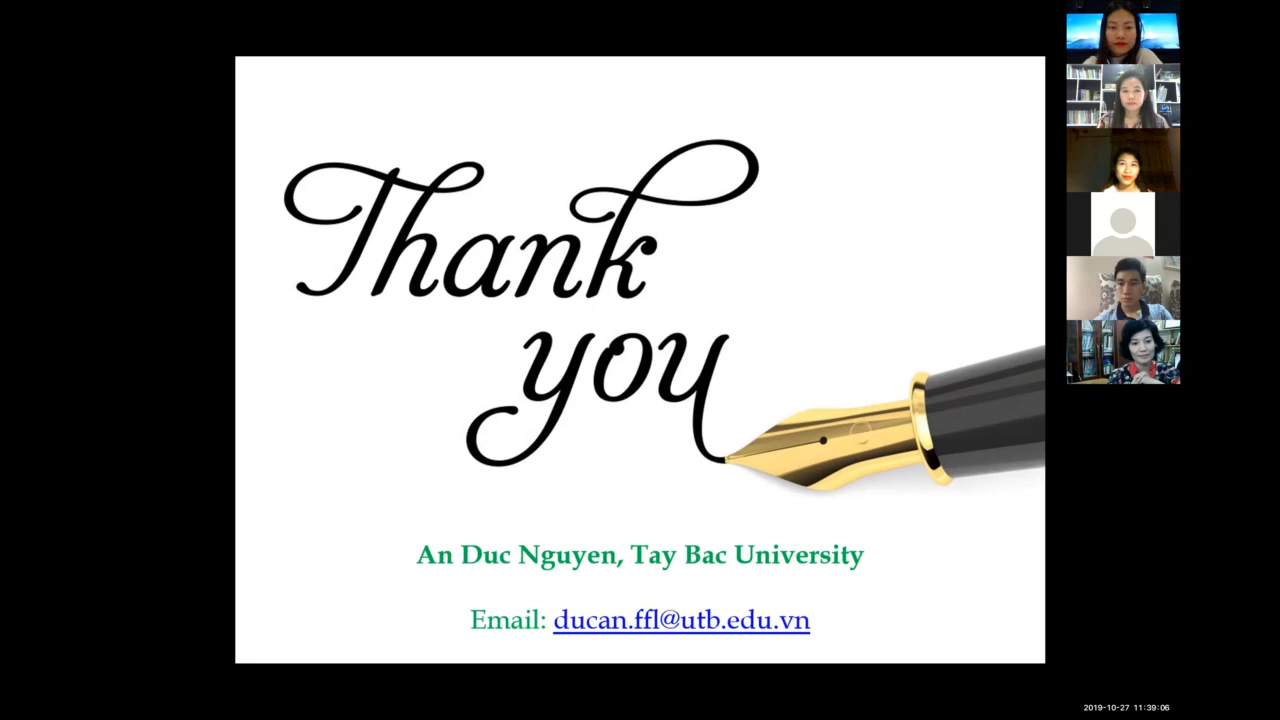 Thank
you
An Duc Nguyen, Tay Bac University
Email: ducan.ffl@utb.edu.vn
2019-10-27 11:39:06